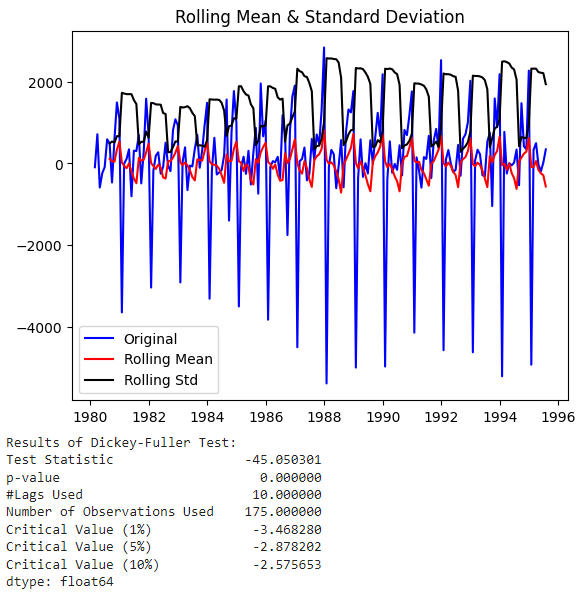 Rolling Mean & Standard Deviation
2000
0
−2000
−4000
Original
Rolling Mean
Rolling Std
1980 1982 1984 1986 1988 1990 1992 1994 1996
Results of Dickey-Fuller Test:
Test Statistic -45.050301
p-value 0.000000
#Lags Used 10.000000
Number of Observations Used 175.000000
Critical Value (1%) -3.468280
Critical Value (5%) -2.878202
Critical Value (10%) -2.575653
dtype: float64